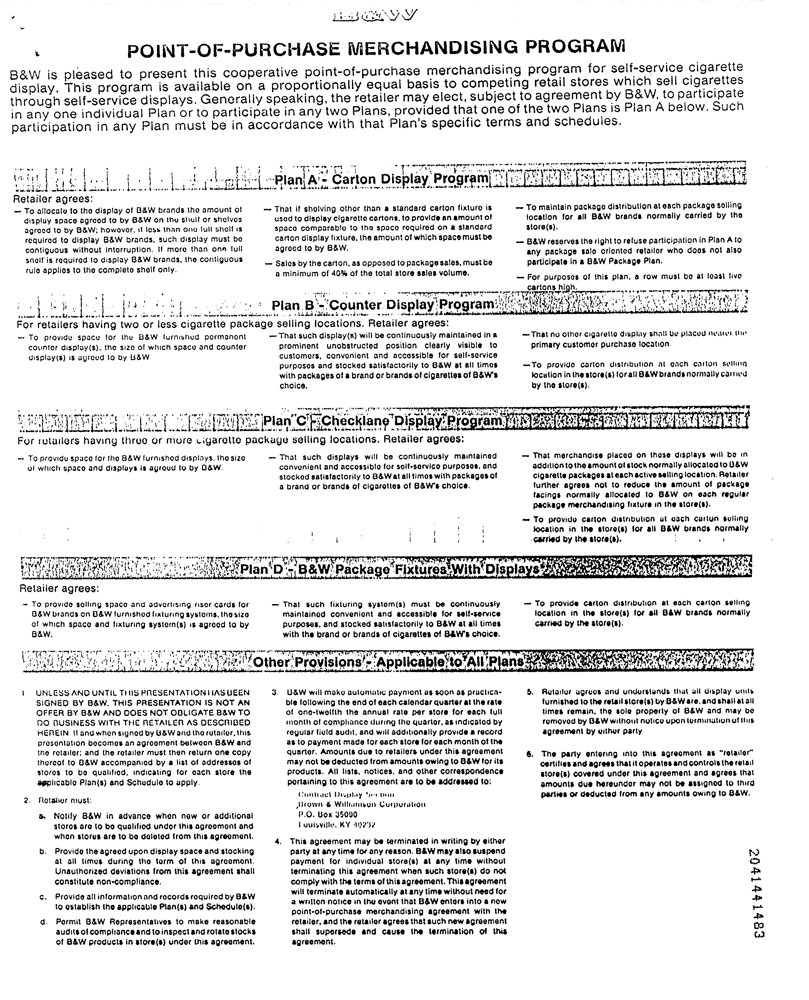 B&W
POINT-OF-PURCHASE MERCHANDISING PROGRAM
B&W is pleased to present this cooperative point-of-purchase merchandising program for self-service cigarette
display. This program is available on a proportionally equal basis to competing retail stores which sell cigarettes
through self-service displays. Generally speaking, the retailer may elect, subject to agreement by B&W, to participate
in any one individual Plan or to participate in any two Plans, provided that one of the two Plans is Plan A below. Such
participation in any Plan must be in accordance with that Plan's specific terms and schedules.
Plan A - Carton Display Program
Retailer agrees:
— To allocate to the display of B&W brands the amount of
display space agreed to by B&W on the shelf or shelves
agreed to by B&W; however, if less than one full shelf is
required to display B&W brands, such display must be
contiguous without interruption. If more than one full
shelf is required to display B&W brands, the contiguous
rule applies to the complete shelf only.
— That if shelving other than a standard carton fixture is
used to display cigarette cartons, to provide an amount of
space comparable to the space required on a standard
carton display fixture, the amount of which space must be
agreed to by B&W.
— Sales by the carton, as opposed to package sales, must be
a minimum of 40% of the total store sales volume.
— To maintain package distribution at each package selling
location for all B&W brands normally carried by the
store(s).
— B&W reserves the right to refuse participation in Plan A to
any package sale oriented retailer who does not also
participate in a B&W Package Plan.
— For purposes of this plan, a row must be at least five
cartons high.
Plan B - Counter Display Program
For retailers having two or less cigarette package selling locations. Retailer agrees:
— To provide space for the B&W furnished permanent
counter display(s), the size of which space and counter
display(s) is agreed to by B&W
— That such display(s) will be continuously maintained in a
prominent unobstructed position clearly visible to
customers, convenient and accessible for self-service
purposes and stocked satisfactorily to B&W at all times
with packages of a brand or brands of cigarettes of B&W's
choice.
— That no other cigarette display shall be placed nearer the
primary customer purchase location
— To provide carton distribution at each carton selling
location in the store(s) for all B&W brands normally carried
by the store(s).
Plan C - Checklane Display Program
For retailers having three or more cigarette package selling locations. Retailer agrees:
— To provide space for the B&W furnished displays, the size
of which space and displays is agreed to by B&W.
— That such displays will be continuously maintained
convenient and accessible for self-service purposes, and
stocked satisfactorily to B&W at all times with packages of
a brand or brands of cigarettes of B&W's choice.
— That merchandise placed on those displays will be in
addition to the amount of stock normally allocated to B&W
cigarette packages at each active selling location. Retailer
further agrees not to reduce the amount of package
facings normally allocated to B&W on each regular
package merchandising fixture in the store(s).
— To provide carton distribution at each carton selling
location in the store(s) for all B&W brands normally
carried by the store(s).
Plan D - B&W Package Fixtures With Displays
Retailer agrees:
— To provide selling space and advertising riser cards for
B&W brands on B&W furnished fixturing systems, the size
of which space and fixturing system(s) is agreed to by
B&W.
— That such fixturing system(s) must be continuously
maintained convenient and accessible for self-service
purposes, and stocked satisfactorily to B&W at all times
with the brand or brands of cigarettes of B&W's choice.
— To provide carton distribution at each carton selling
location in the store(s) for all B&W brands normally
carried by the store(s).
Other Provisions - Applicable to All Plans
1 UNLESS AND UNTIL THIS PRESENTATION HAS BEEN
SIGNED BY B&W, THIS PRESENTATION IS NOT AN
OFFER BY B&W AND DOES NOT OBLIGATE B&W TO
DO BUSINESS WITH THE RETAILER AS DESCRIBED
HEREIN. If and when signed by B&W and the retailer, this
presentation becomes an agreement between B&W and
the retailer; and the retailer must then return one copy
thereof to B&W accompanied by a list of addresses of
stores to be qualified, indicating for each store the
applicable Plan(s) and Schedule to apply.
2. Retailer must:
a. Notify B&W in advance when new or additional
stores are to be qualified under this agreement and
when stores are to be deleted from this agreement.
b. Provide the agreed upon display space and stocking
at all times during the term of this agreement.
Unauthorized deviations from this agreement shall
constitute non-compliance.
c. Provide all information and records required by B&W
to establish the applicable Plan(s) and Schedule(s).
d. Permit B&W Representatives to make reasonable
audits of compliance and to inspect and rotate stocks
of B&W products in store(s) under this agreement.
3. B&W will make automatic payment as soon as practica-
ble following the end of each calendar quarter at the rate
of one-twelfth the annual rate per store for each full
month of compliance during the quarter, as indicated by
regular field audit, and will additionally provide a record
as to payment made for each store for each month of the
quarter. Amounts due to retailers under this agreement
may not be deducted from amounts owing to B&W for its
products. All lists, notices, and other correspondence
pertaining to this agreement are to be addressed to:
Contract Display Section
Brown & Williamson Corporation
P.O. Box 35090
Louisville, KY 40232
4. This agreement may be terminated in writing by either
party at any time for any reason. B&W may also suspend
payment for individual store(s) at any time without
terminating this agreement when such store(s) do not
comply with the terms of this agreement. This agreement
will terminate automatically at any time without need for
a written notice in the event that B&W enters into a new
point-of-purchase merchandising agreement with the
retailer, and the retailer agrees that such new agreement
shall supersede and cause the termination of this
agreement.
5. Retailer agrees and understands that all display units
furnished to the retail store(s) by B&W are, and shall at all
times remain, the sole property of B&W and may be
removed by B&W without notice upon termination of this
agreement by either party
6. The party entering into this agreement as "retailer"
certifies and agrees that it operates and controls the retail
store(s) covered under this agreement and agrees that
amounts due hereunder may not be assigned to third
parties or deducted from any amounts owing to B&W.
2041441483